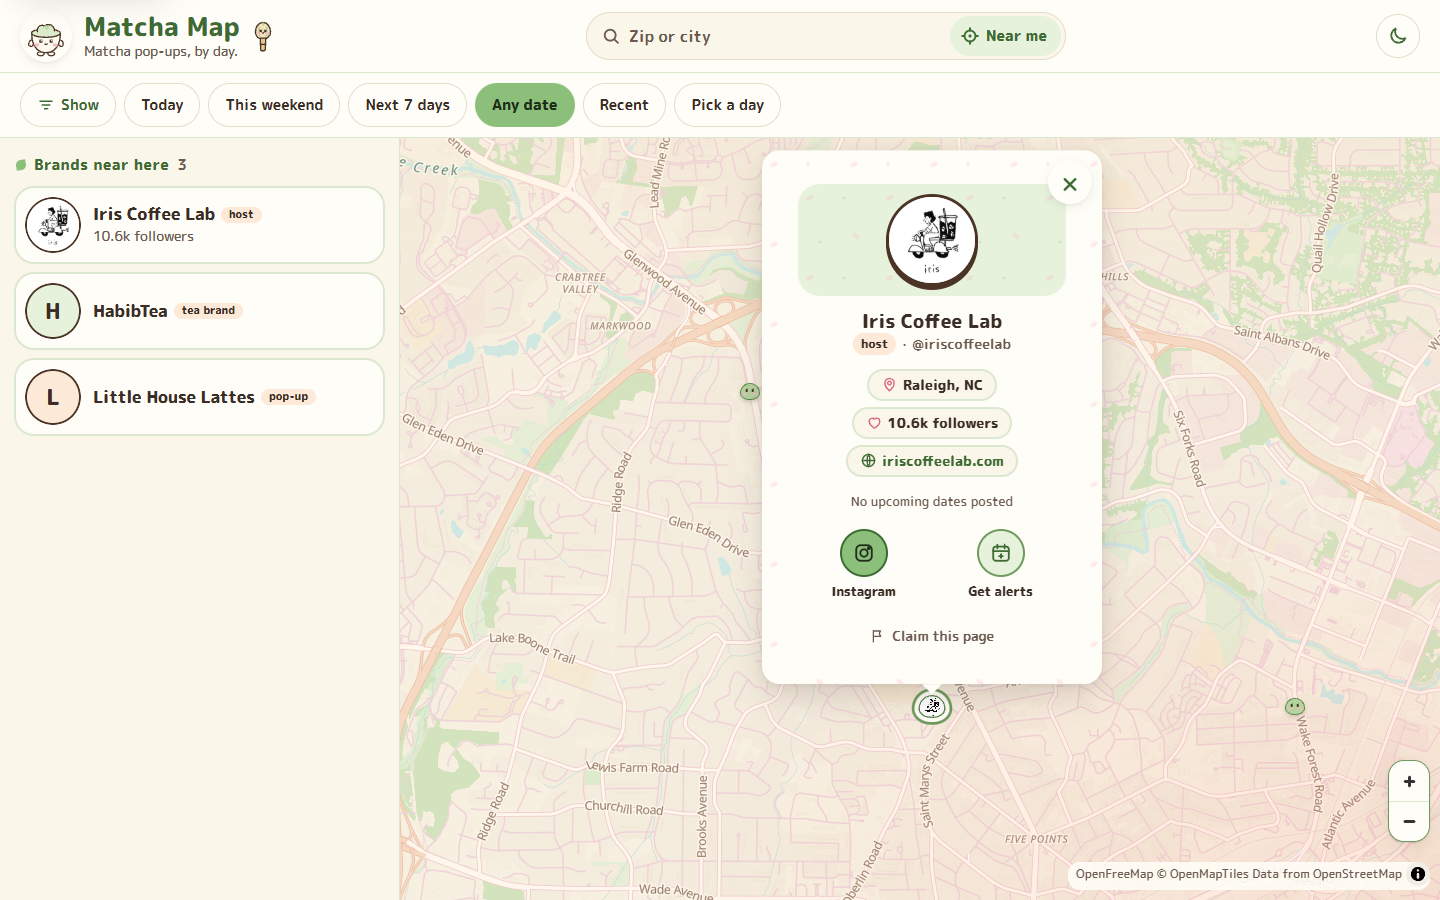 Matcha Map
Matcha pop-ups, by day.
Zip or city
Near me
Show
Today
This weekend
Next 7 days
Any date
Recent
Pick a day
Brands near here 3
Iris Coffee Lab host
10.6k followers
H
HabibTea tea brand
L
Little House Lattes pop-up
iris
Iris Coffee Lab
host · @iriscoffeelab
Raleigh, NC
10.6k followers
iriscoffeelab.com
No upcoming dates posted
Instagram
Get alerts
Claim this page
Creek
Lead Mine
Glenwood Avenue
CRABTREE
VALLEY
MARKWOOD
HILLS
Quail Hollow Drive
Saint Albans Drive
Glen Eden Drive
Ridge Road
Glen Eden Drive
Six Forks Road
Lake Boone Trail
Lewis Farm Road
Churchill Road
Ridge Road
Brooks Avenue
Saint Marys Street
Wake Forest Road
Atlantic Avenue
FIVE POINTS
Wade Avenue
Oberlin Road
+
−
OpenFreeMap © OpenMapTiles Data from OpenStreetMap